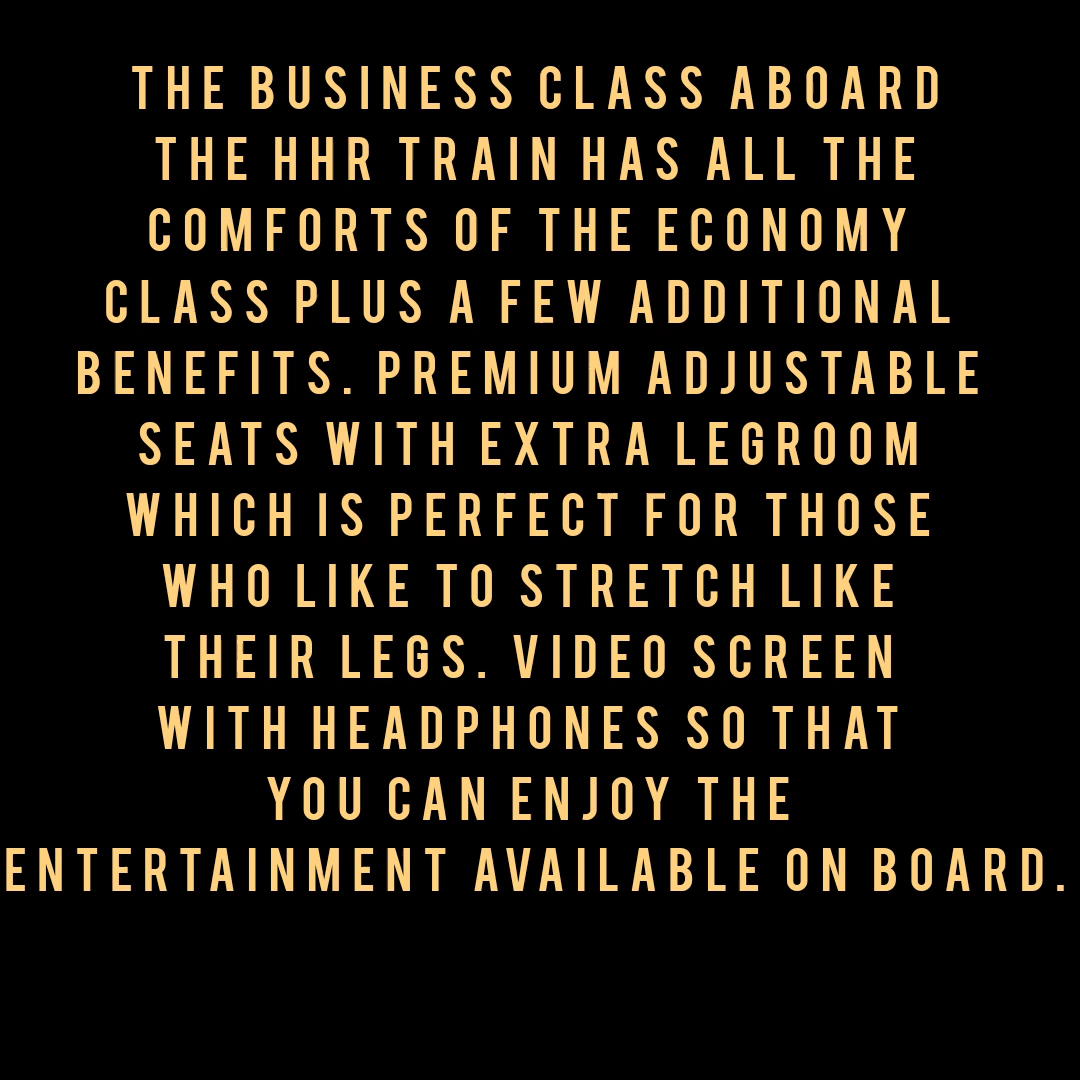 THE BUSINESS CLASS ABOARD
THE HHR TRAIN HAS ALL THE
COMFORTS OF THE ECONOMY
CLASS PLUS A FEW ADDITIONAL
BENEFITS. PREMIUM ADJUSTABLE
SEATS WITH EXTRA LEGROOM
WHICH IS PERFECT FOR THOSE
WHO LIKE TO STRETCH LIKE
THEIR LEGS. VIDEO SCREEN
WITH HEADPHONES SO THAT
YOU CAN ENJOY THE
ENTERTAINMENT AVAILABLE ON BOARD.